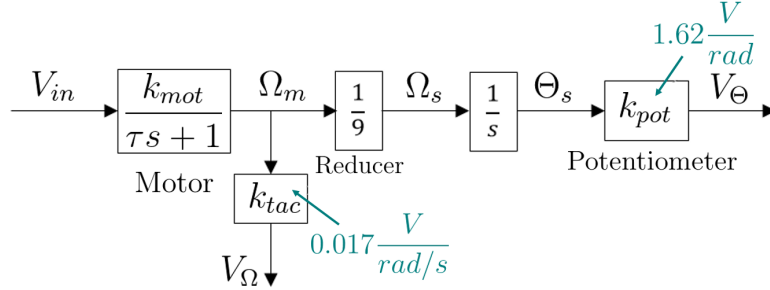 1.62 V/rad
V_in
k_mot/(τs + 1)
Ω_m
1/9
Ω_s
1/s
Θ_s
k_pot
V_Θ
Motor
Reducer
Potentiometer
k_tac
0.017 V/(rad/s)
V_Ω